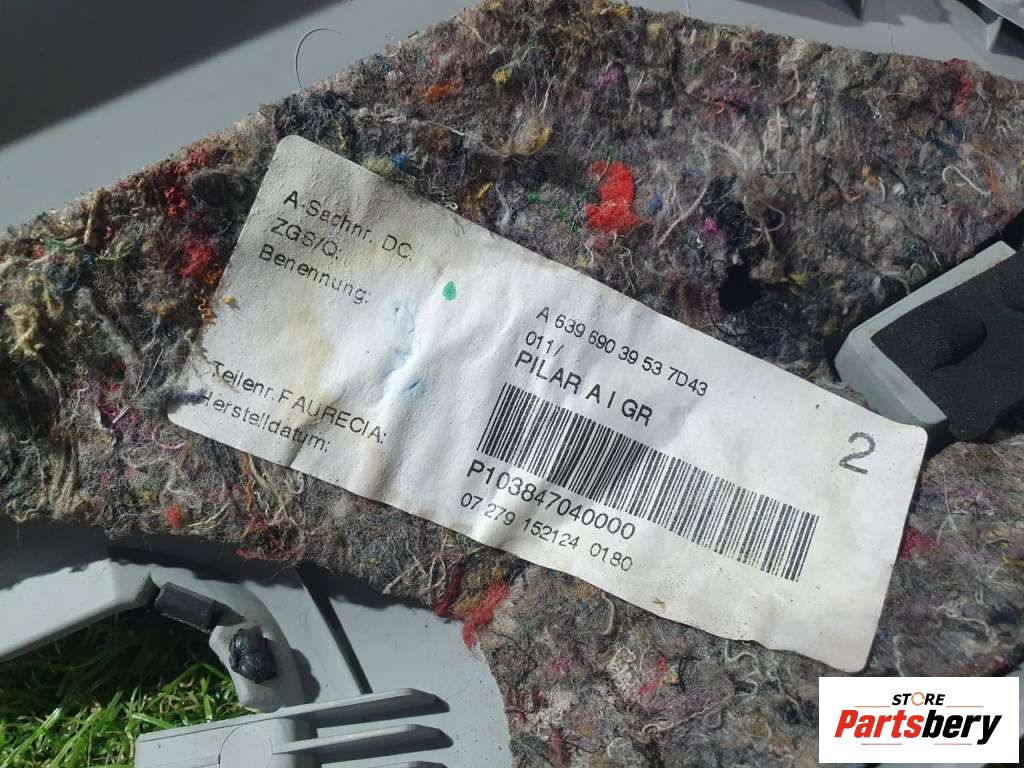 A.Sachnr. DC.
ZGS/Q:
Benennung:
Teilenr.FAURECIA:
Herstelldatum:
A 639 690 39 53 7D43
011/
PILAR A I GR
P103847040000
07 279 152124 0180
2
STORE
Partsbery